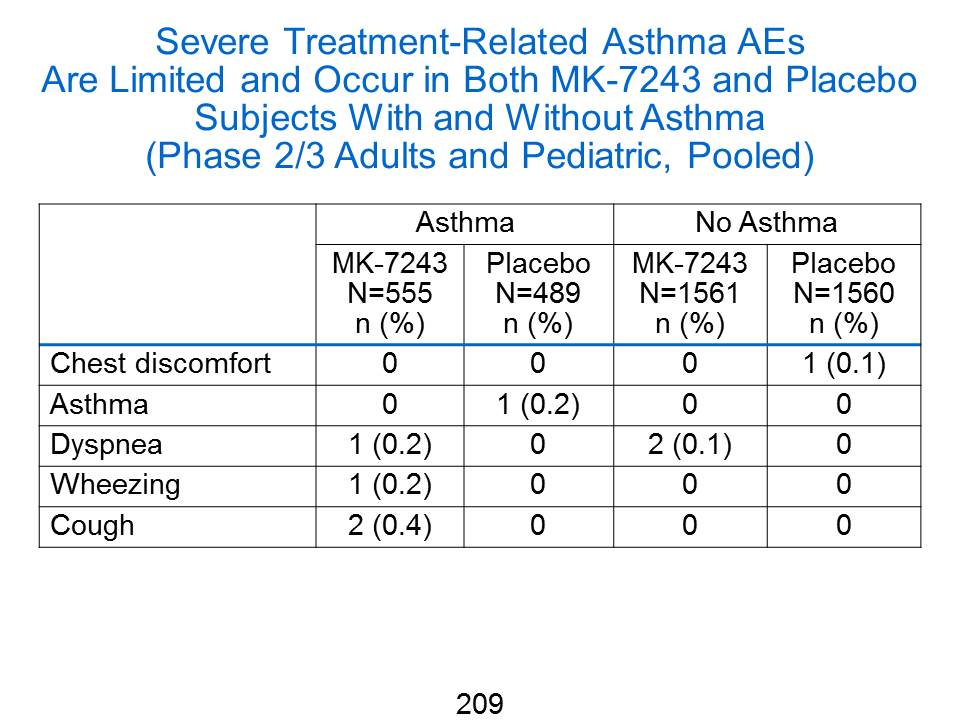 Severe Treatment-Related Asthma AEs
Are Limited and Occur in Both MK-7243 and Placebo
Subjects With and Without Asthma
(Phase 2/3 Adults and Pediatric, Pooled)
Asthma No Asthma
MK-7243 Placebo MK-7243 Placebo
N=555 N=489 N=1561 N=1560
n (%) n (%) n (%) n (%)
Chest discomfort 0 0 0 1 (0.1)
Asthma 0 1 (0.2) 0 0
Dyspnea 1 (0.2) 0 2 (0.1) 0
Wheezing 1 (0.2) 0 0 0
Cough 2 (0.4) 0 0 0
209